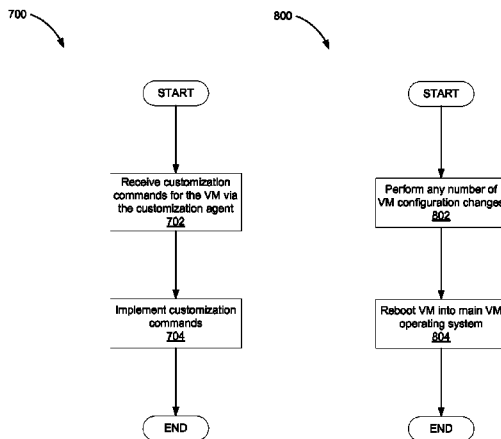 700
START
Receive customization
commands for the VM via
the customization agent
702
Implement customization
commands
704
END
800
START
Perform any number of
VM configuration changes
802
Reboot VM into main VM
operating system
804
END